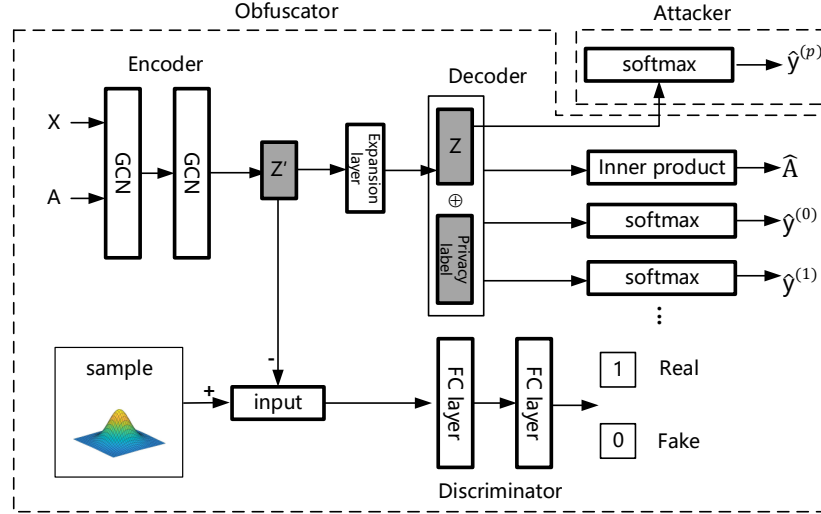 Obfuscator
Attacker
Encoder
Decoder
softmax
ŷ⁽ᵖ⁾
X
A
GCN
GCN
Z'
Expansion
layer
Z
⊕
Privacy
label
Inner product
Â
softmax
ŷ⁽⁰⁾
softmax
ŷ⁽¹⁾
⋮
sample
+
-
input
FC layer
FC layer
1
Real
0
Fake
Discriminator